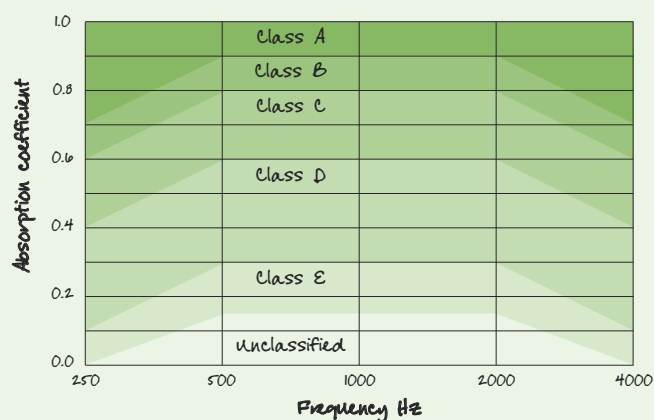 1.0
Class A
Class B
0.8
Class C
0.6
Class D
0.4
Class E
0.2
Unclassified
0.0
250 500 1000 2000 4000
Frequency Hz
Absorption coefficient